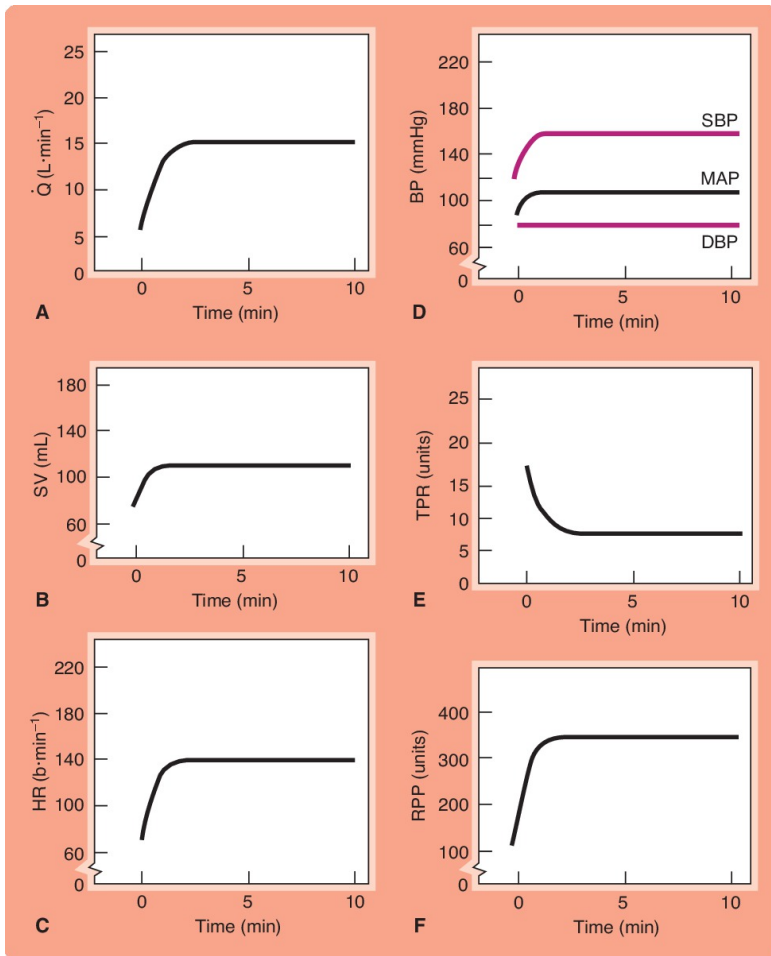 25
20
15
10
5
0
Q̇ (L·min⁻¹)
0 5 10
Time (min)
A
220
180
140
100
60
0
BP (mmHg)
SBP
MAP
DBP
0 5 10
Time (min)
D
180
140
100
60
0
SV (mL)
0 5 10
Time (min)
B
25
20
15
10
5
0
TPR (units)
0 5 10
Time (min)
E
220
180
140
100
60
0
HR (b·min⁻¹)
0 5 10
Time (min)
C
400
300
200
100
0
RPP (units)
0 5 10
Time (min)
F